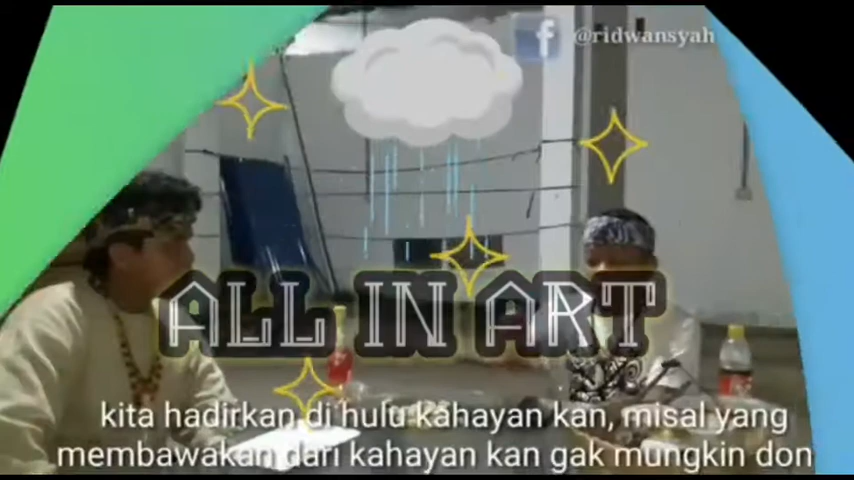 f @ridwansyah
ALL IN ART
kita hadirkan di hulu kahayan kan, misal yang
membawakan dari kahayan kan gak mungkin don